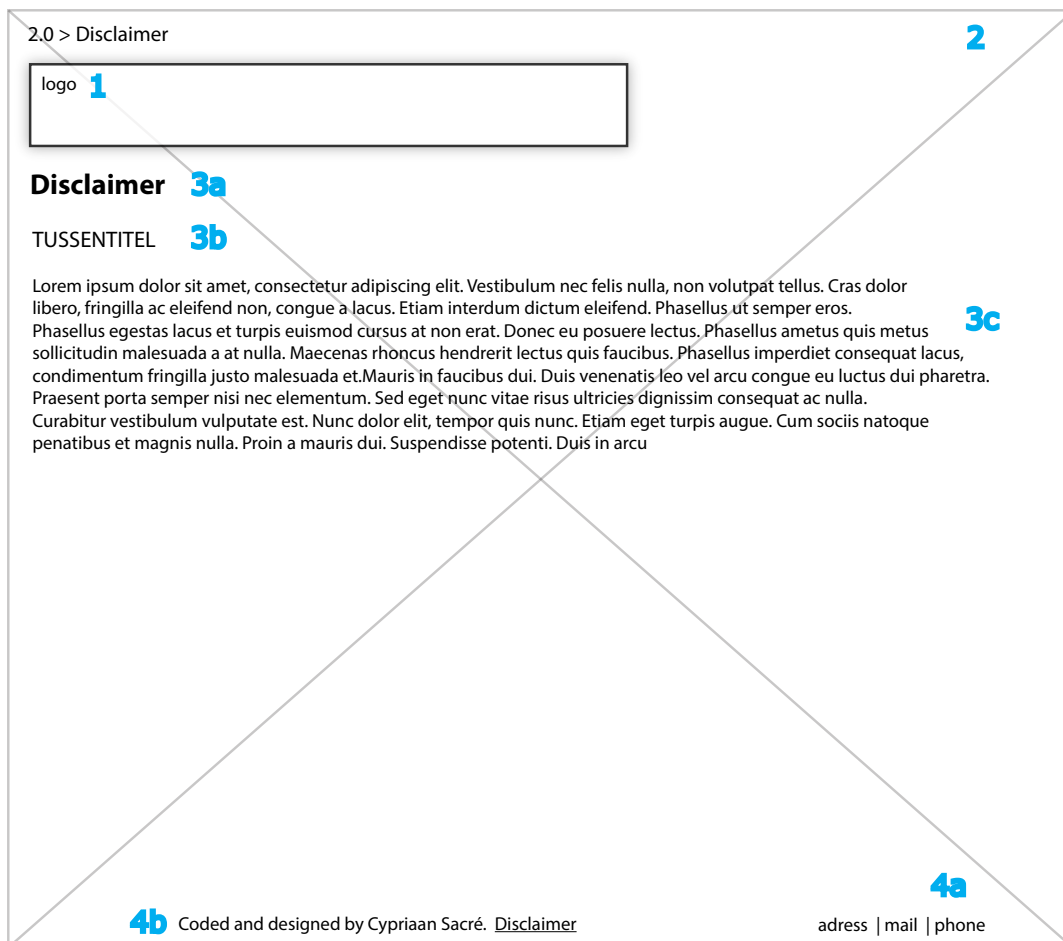 2.0 > Disclaimer
2
logo 1
Disclaimer 3a
TUSSENTITEL 3b
Lorem ipsum dolor sit amet, consectetur adipiscing elit. Vestibulum nec felis nulla, non volutpat tellus. Cras dolor
libero, fringilla ac eleifend non, congue a lacus. Etiam interdum dictum eleifend. Phasellus ut semper eros.
Phasellus egestas lacus et turpis euismod cursus at non erat. Donec eu posuere lectus. Phasellus ametus quis metus
3c
sollicitudin malesuada a at nulla. Maecenas rhoncus hendrerit lectus quis faucibus. Phasellus imperdiet consequat lacus,
condimentum fringilla justo malesuada et.Mauris in faucibus dui. Duis venenatis leo vel arcu congue eu luctus dui pharetra.
Praesent porta semper nisi nec elementum. Sed eget nunc vitae risus ultricies dignissim consequat ac nulla.
Curabitur vestibulum vulputate est. Nunc dolor elit, tempor quis nunc. Etiam eget turpis augue. Cum sociis natoque
penatibus et magnis nulla. Proin a mauris dui. Suspendisse potenti. Duis in arcu
4a
4b Coded and designed by Cypriaan Sacré. Disclaimer
adress | mail | phone